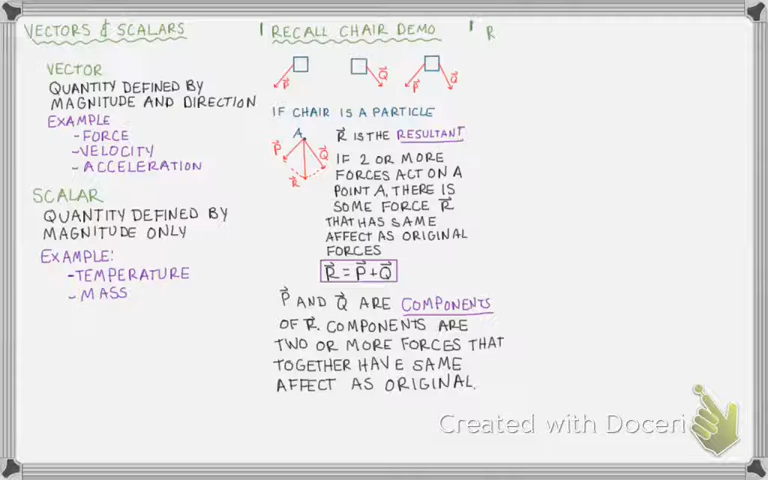 VECTORS & SCALARS
VECTOR
QUANTITY DEFINED BY
MAGNITUDE AND DIRECTION
EXAMPLE
-FORCE
-VELOCITY
-ACCELERATION
SCALAR
QUANTITY DEFINED BY
MAGNITUDE ONLY
EXAMPLE:
-TEMPERATURE
-MASS
RECALL CHAIR DEMO
P⃗ Q⃗ P⃗ Q⃗
IF CHAIR IS A PARTICLE
A
P⃗ Q⃗
R⃗
R⃗ IS THE RESULTANT
IF 2 OR MORE
FORCES ACT ON A
POINT A, THERE IS
SOME FORCE R⃗
THAT HAS SAME
AFFECT AS ORIGINAL
FORCES
R⃗ = P⃗ + Q⃗
P⃗ AND Q⃗ ARE COMPONENTS
OF R⃗. COMPONENTS ARE
TWO OR MORE FORCES THAT
TOGETHER HAVE SAME
AFFECT AS ORIGINAL.
R
Created with Doceri